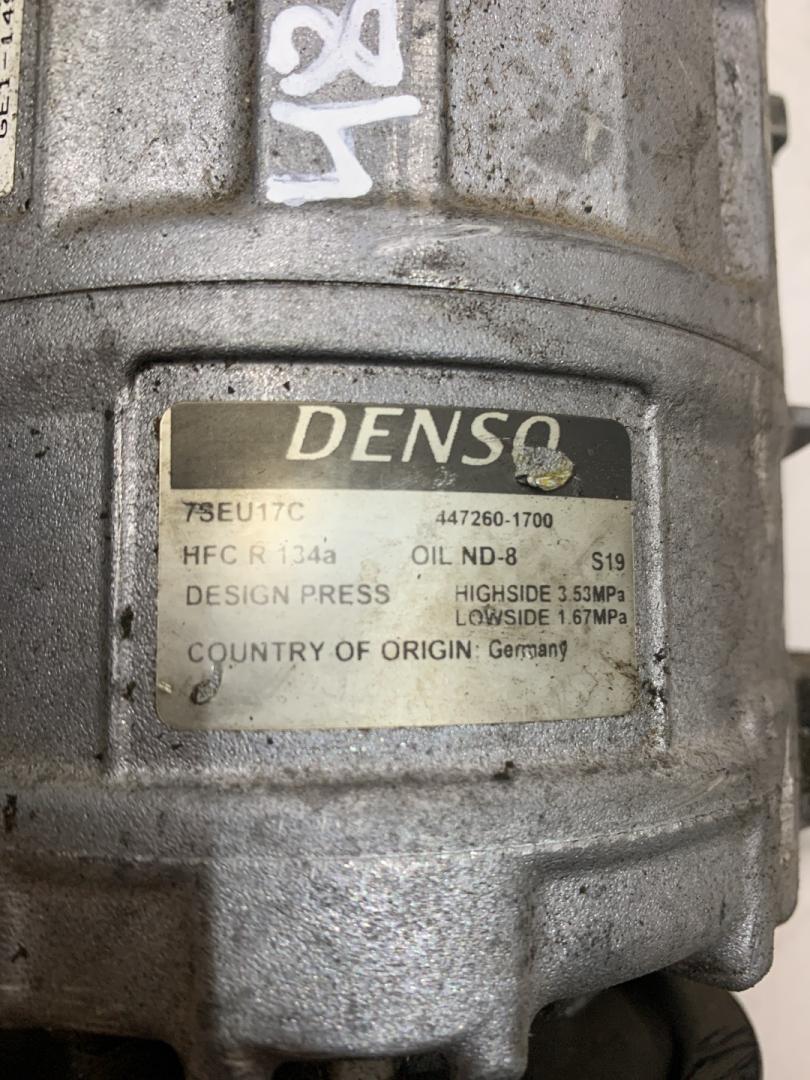 48
DENSO
7SEU17C 447260-1700
HFC R 134a OIL ND-8 S19
DESIGN PRESS HIGHSIDE 3.53MPa
LOWSIDE 1.67MPa
COUNTRY OF ORIGIN: Germany